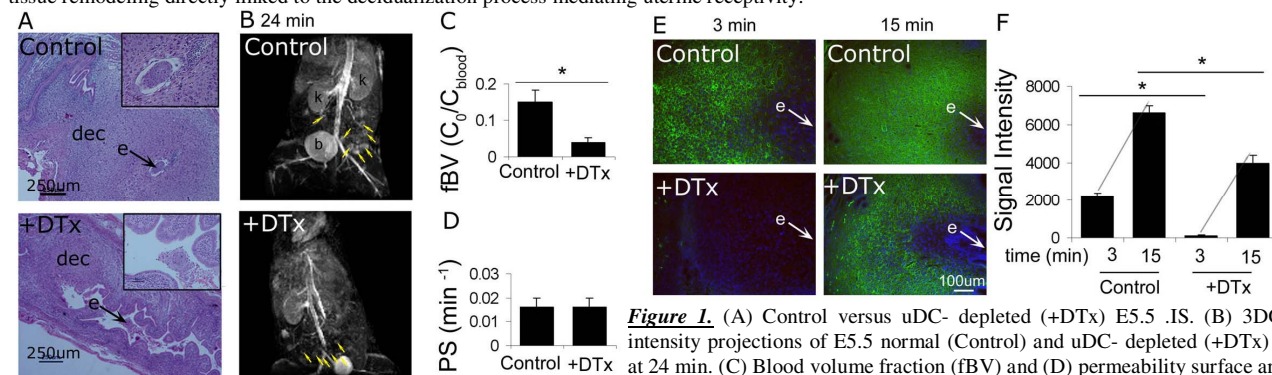 tissue remodeling directly linked to the decidualization process mediating uterine receptivity.
A
Control
dec
e
250um
+DTx
dec
e
250um
B 24 min
Control
k
k
b
+DTx
C
fBV (C0/Cblood)
0.2
0.1
0
*
Control +DTx
D
PS (min -1)
0.03
0.02
0.01
0
Control +DTx
E
3 min 15 min
Control
e
Control
e
+DTx
e
+DTx
e
100um
F
Signal Intensity
8000
6000
4000
2000
0
*
*
time (min) 3 15 3 15
Control +DTx
Figure 1. (A) Control versus uDC- depleted (+DTx) E5.5 .IS. (B) 3DC
intensity projections of E5.5 normal (Control) and uDC- depleted (+DTx)
at 24 min. (C) Blood volume fraction (fBV) and (D) permeability surface ar